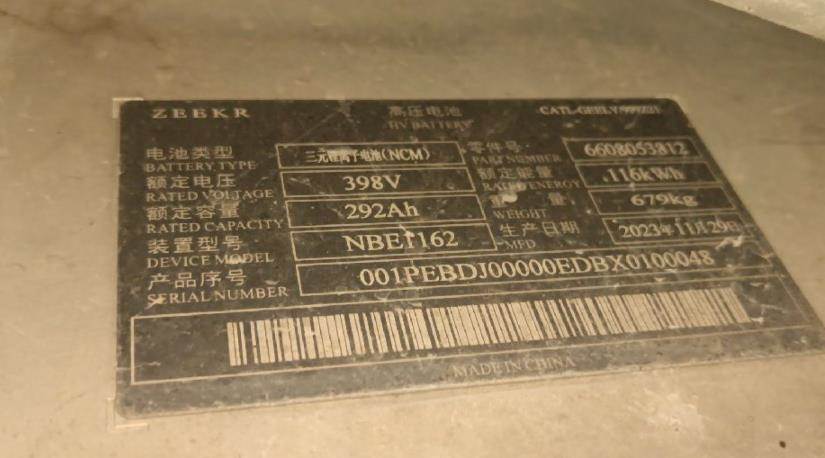 ZEEKR
高压电池
HV BATTERY
CATL-GEELY/999Z21
电池类型 三元锂离子电池(NCM)
BATTERY TYPE
零件号 6608053812
PART NUMBER
额定电压 398V
RATED VOLTAGE
额定能量 116kWh
RATED ENERGY
额定容量 292Ah
RATED CAPACITY
重 量 679kg
WEIGHT
装置型号 NBE1162
DEVICE MODEL
生产日期 2023年11月29日
MFD
产品序号 001PEBDJ00000EDBX0100048
SERIAL NUMBER
MADE IN CHINA